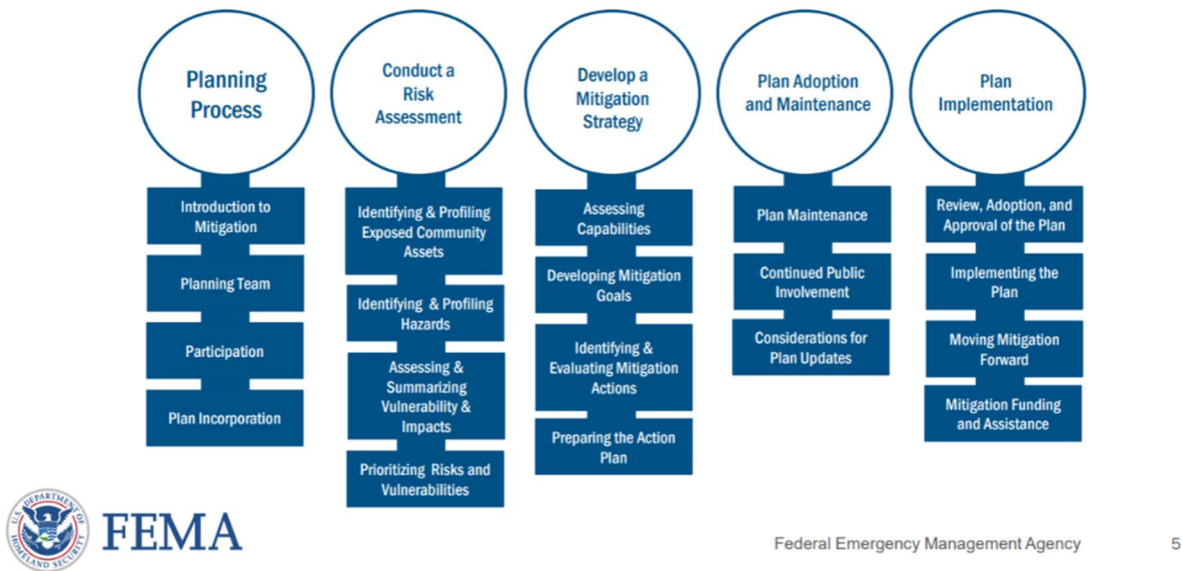 Planning
Process
Introduction to
Mitigation
Planning Team
Participation
Plan Incorporation
Conduct a
Risk
Assessment
Identifying & Profiling
Exposed Community
Assets
Identifying & Profiling
Hazards
Assessing &
Summarizing
Vulnerability &
Impacts
Prioritizing Risks and
Vulnerabilities
Develop a
Mitigation
Strategy
Assessing
Capabilities
Developing Mitigation
Goals
Identifying &
Evaluating Mitigation
Actions
Preparing the Action
Plan
Plan Adoption
and Maintenance
Plan Maintenance
Continued Public
Involvement
Considerations for
Plan Updates
Plan
Implementation
Review, Adoption, and
Approval of the Plan
Implementing the
Plan
Moving Mitigation
Forward
Mitigation Funding
and Assistance
U.S. DEPARTMENT OF
HOMELAND SECURITY
FEMA
Federal Emergency Management Agency
5